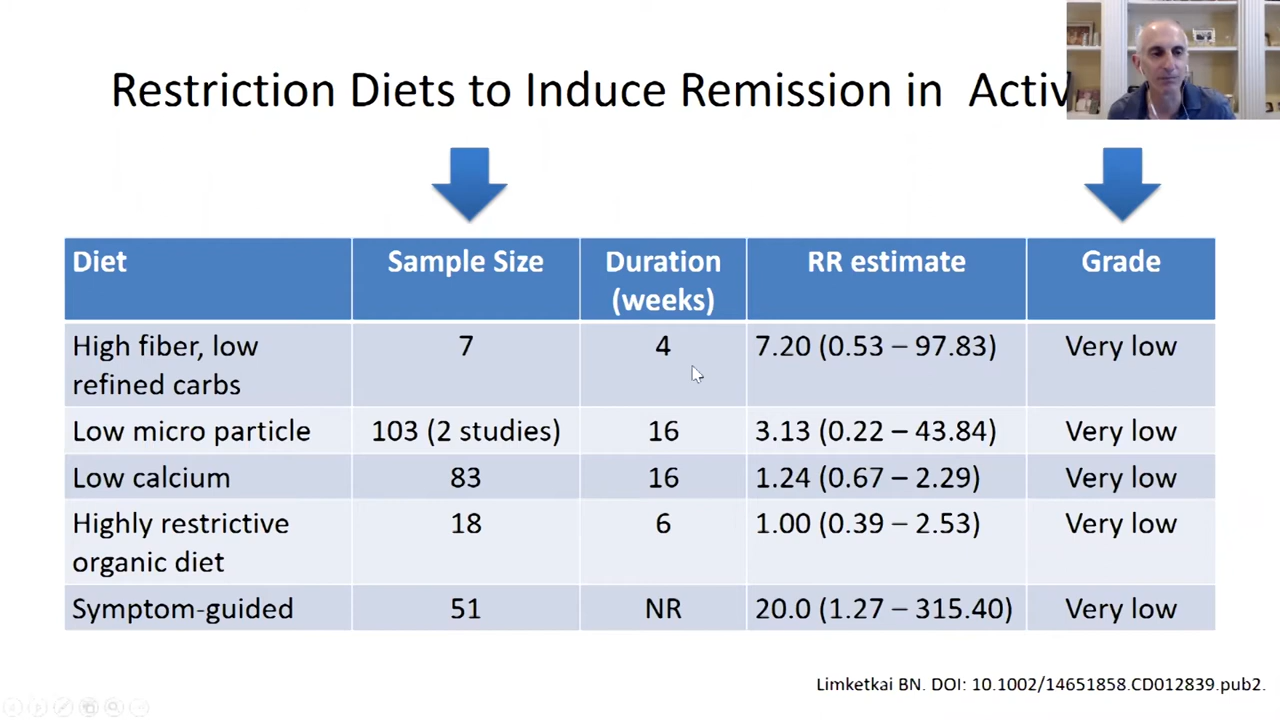 Restriction Diets to Induce Remission in Activ
Diet Sample Size Duration (weeks) RR estimate Grade
High fiber, low refined carbs 7 4 7.20 (0.53 – 97.83) Very low
Low micro particle 103 (2 studies) 16 3.13 (0.22 – 43.84) Very low
Low calcium 83 16 1.24 (0.67 – 2.29) Very low
Highly restrictive organic diet 18 6 1.00 (0.39 – 2.53) Very low
Symptom-guided 51 NR 20.0 (1.27 – 315.40) Very low
Limketkai BN. DOI: 10.1002/14651858.CD012839.pub2.